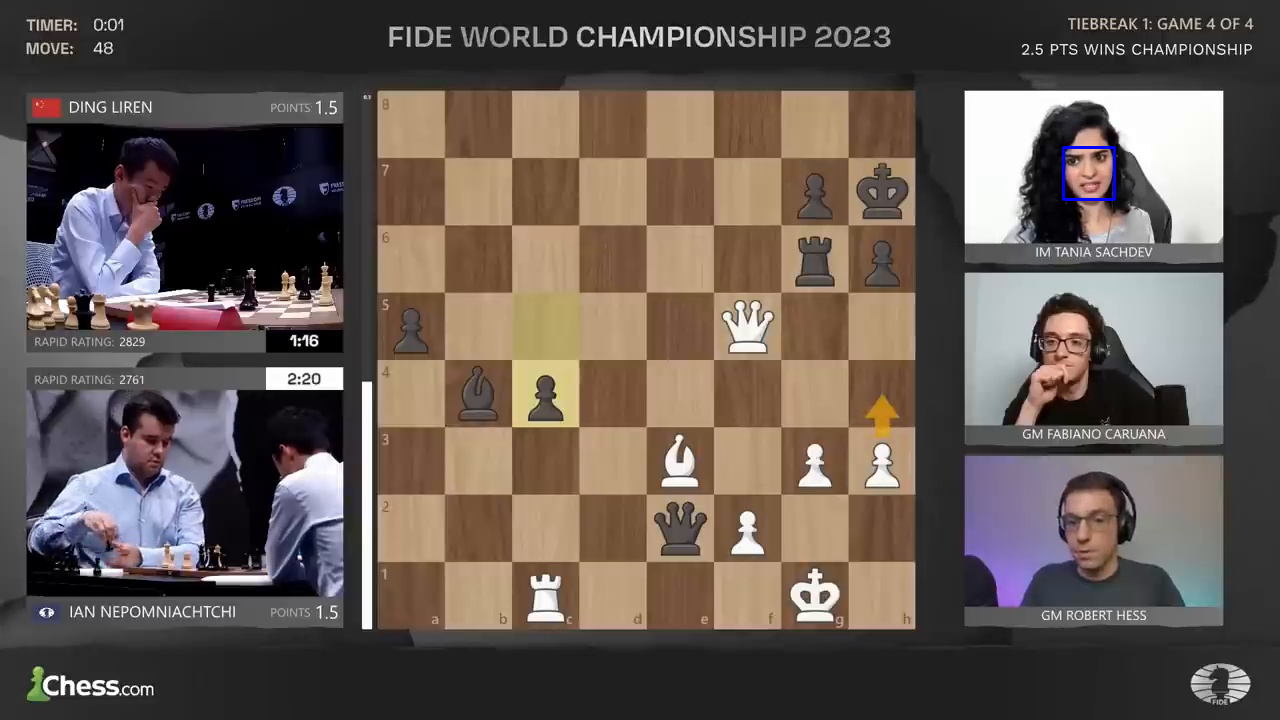 TIMER: 0:01
MOVE: 48
FIDE WORLD CHAMPIONSHIP 2023
TIEBREAK 1: GAME 4 OF 4
2.5 PTS WINS CHAMPIONSHIP
DING LIREN POINTS 1.5
RAPID RATING: 2829 1:16
RAPID RATING: 2761 2:20
IAN NEPOMNIACHTCHI POINTS 1.5
8
7
6
5
4
3
2
1
a b c d e f g h
IM TANIA SACHDEV
GM FABIANO CARUANA
GM ROBERT HESS
Chess.com
FIDE